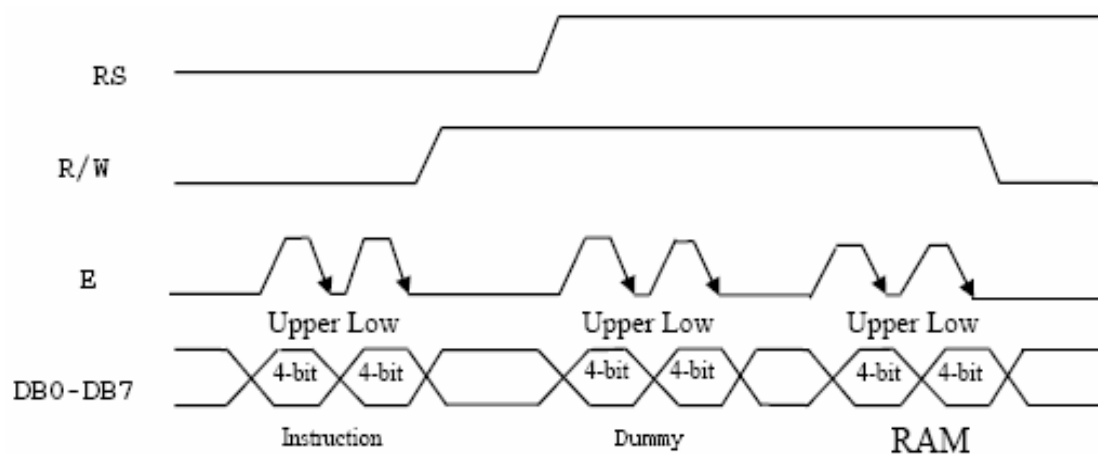 RS
R/W
E
Upper Low Upper Low Upper Low
DB0-DB7 4-bit 4-bit 4-bit 4-bit 4-bit 4-bit
Instruction Dummy RAM